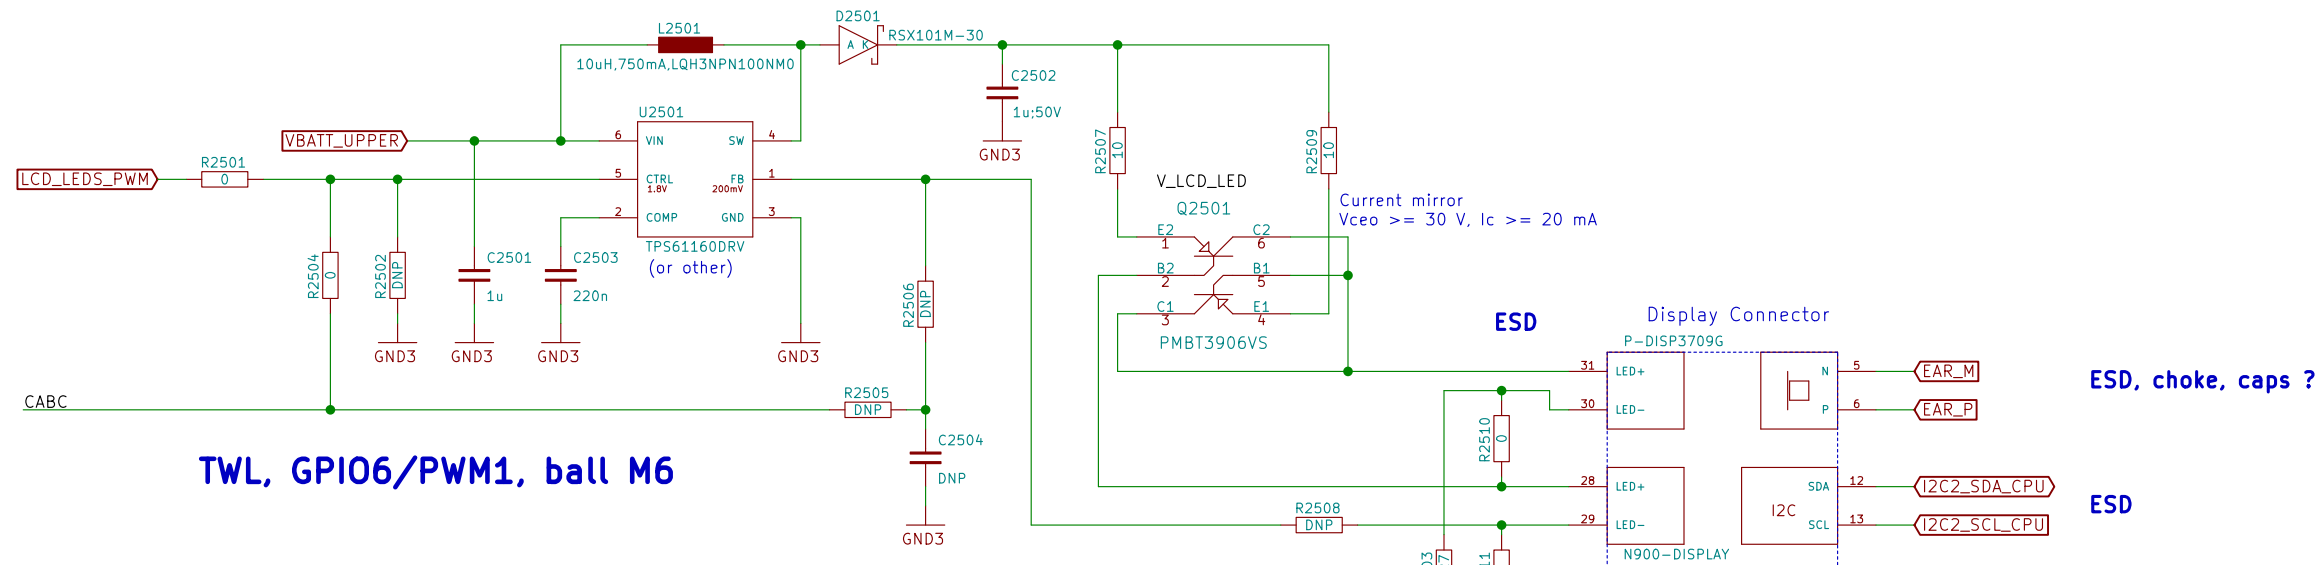 D2501
A K
RSX101M-30
L2501
10uH,750mA,LQH3NPN100NM0
C2502
1u;50V
GND3
U2501
VBATT_UPPER
6
VIN
SW
4
LCD_LEDS_PWM
R2501
0
5
CTRL
1.8V
FB
200mV
1
2
COMP
GND
3
TPS61160DRV
(or other)
R2507
10
R2509
10
V_LCD_LED
Q2501
Current mirror
Vceo >= 30 V, Ic >= 20 mA
E2
1
C2
6
B2
2
B1
5
C1
3
E1
4
PMBT3906VS
R2504
0
R2502
DNP
C2501
1u
C2503
220n
R2506
DNP
GND3
GND3
GND3
GND3
ESD
Display Connector
P-DISP3709G
31
LED+
N
5
EAR_M
ESD, choke, caps ?
30
LED-
P
6
EAR_P
CABC
R2505
DNP
C2504
DNP
GND3
TWL, GPIO6/PWM1, ball M6
R2510
0
28
LED+
SDA
12
I2C2_SDA_CPU
ESD
I2C
R2508
DNP
29
LED-
SCL
13
I2C2_SCL_CPU
N900-DISPLAY